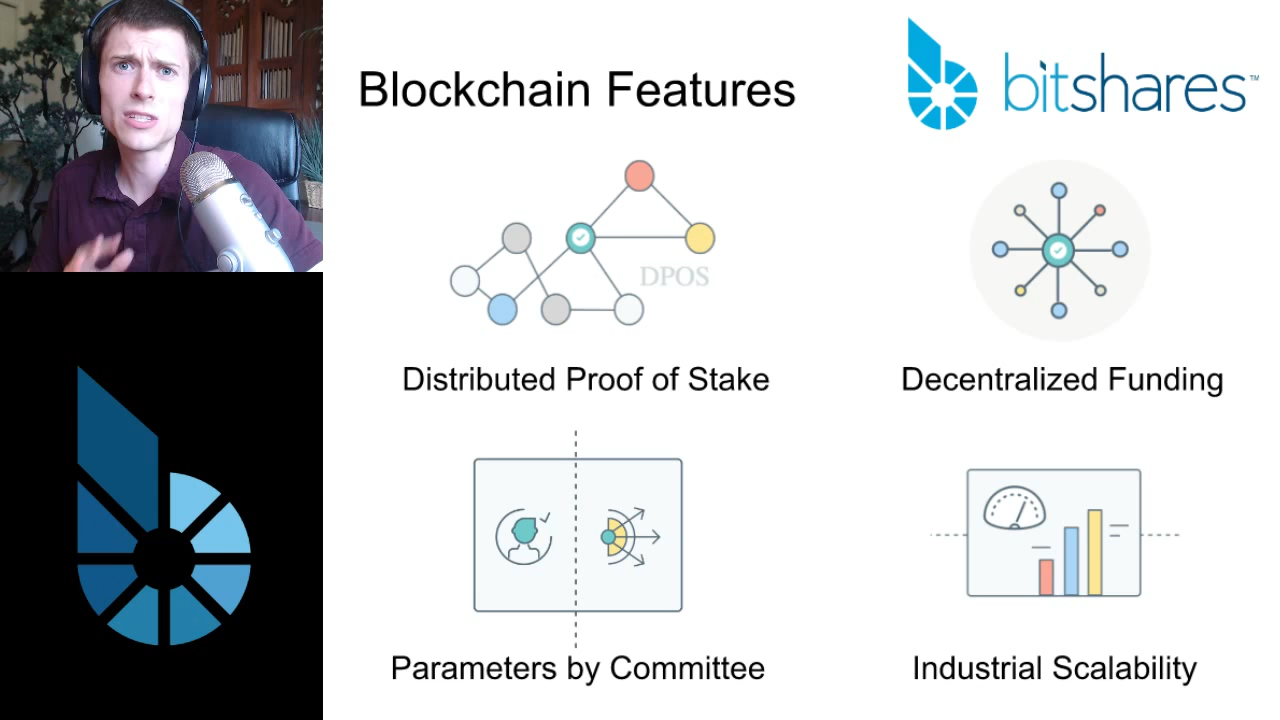 Blockchain Features
bitshares™
DPOS
Distributed Proof of Stake
Decentralized Funding
Parameters by Committee
Industrial Scalability